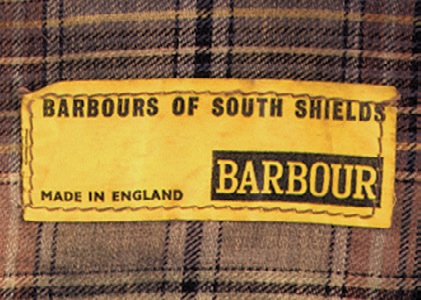 BARBOURS OF SOUTH SHIELDS
BARBOUR
MADE IN ENGLAND